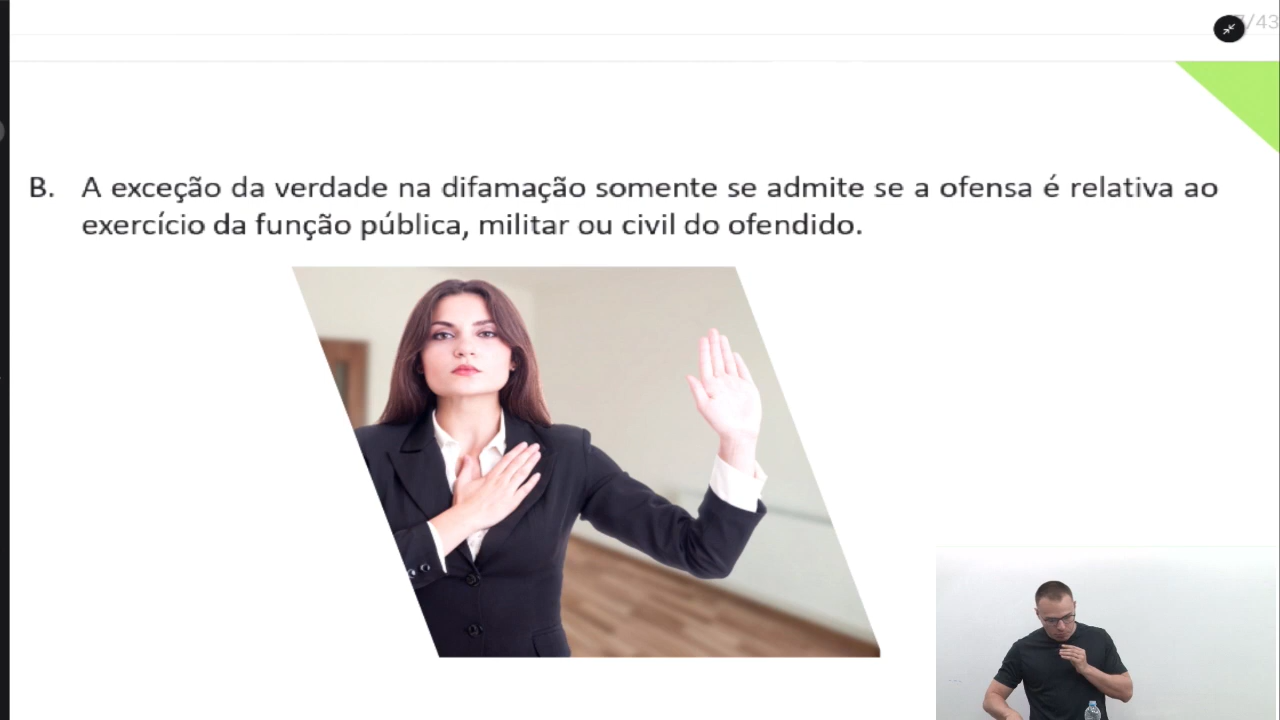 /43
B. A exceção da verdade na difamação somente se admite se a ofensa é relativa ao
exercício da função pública, militar ou civil do ofendido.